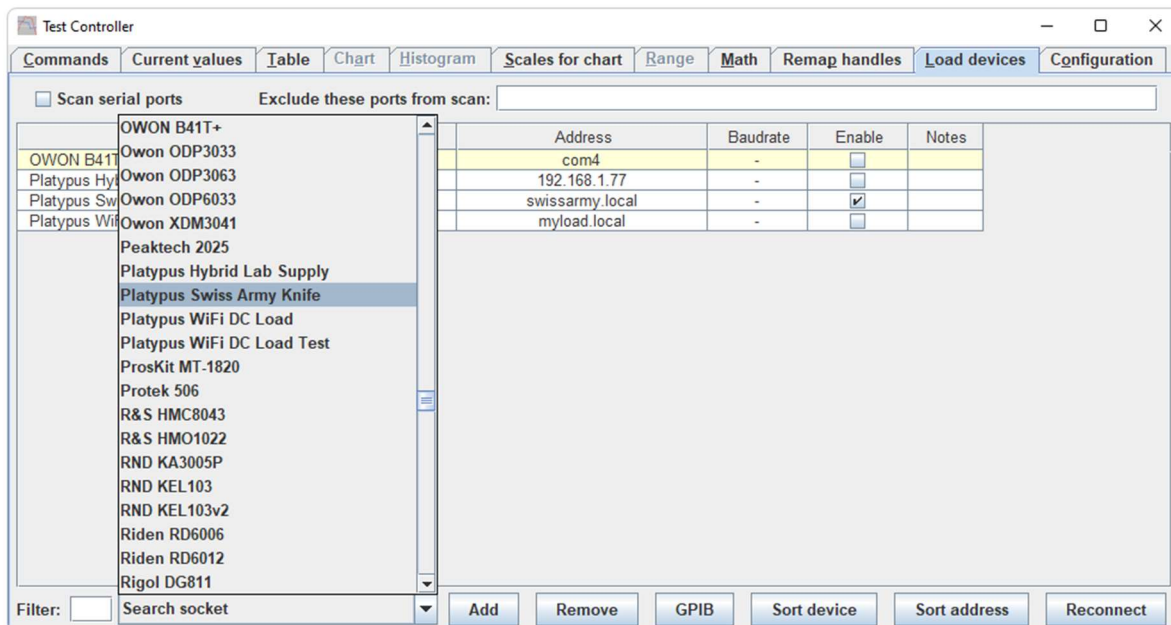 Test Controller
Commands Current values Table Chart Histogram Scales for chart Range Math Remap handles Load devices Configuration
Scan serial ports Exclude these ports from scan:
Address Baudrate Enable Notes
OWON B41T com4 -
Platypus Hyb 192.168.1.77 -
Platypus Sw swissarmy.local -
Platypus WiF myload.local -
OWON B41T+
Owon ODP3033
Owon ODP3063
Owon ODP6033
Owon XDM3041
Peaktech 2025
Platypus Hybrid Lab Supply
Platypus Swiss Army Knife
Platypus WiFi DC Load
Platypus WiFi DC Load Test
ProsKit MT-1820
Protek 506
R&S HMC8043
R&S HMO1022
RND KA3005P
RND KEL103
RND KEL103v2
Riden RD6006
Riden RD6012
Rigol DG811
Filter: Search socket Add Remove GPIB Sort device Sort address Reconnect